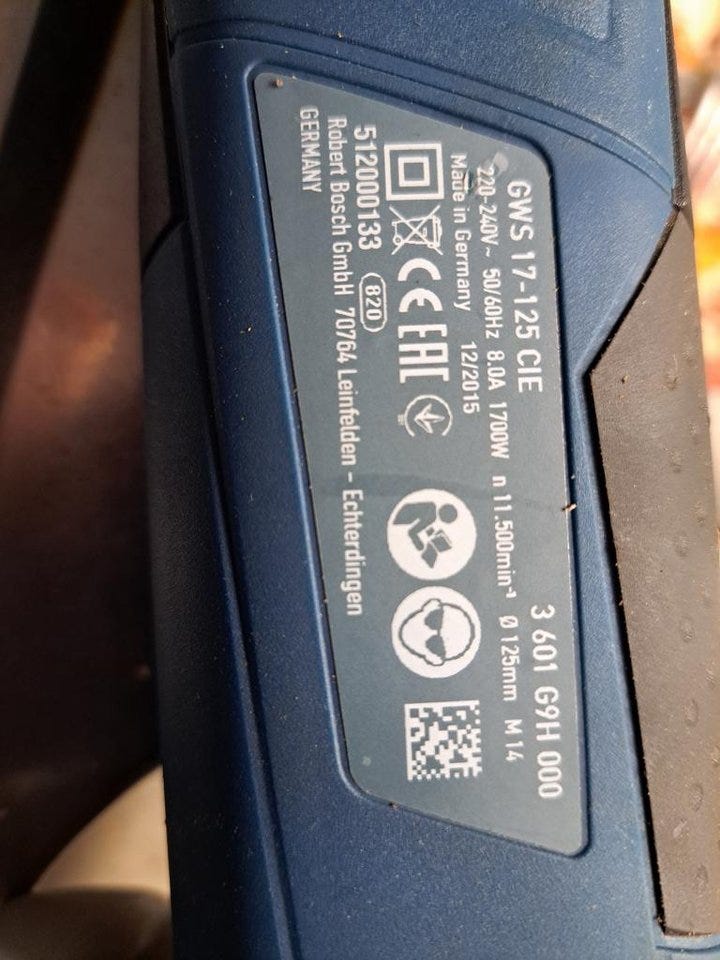 GWS 17-125 CIE 3 601 G9H 000
220-240V~ 50/60Hz 8.0A 1700W n 11.500min⁻¹ Ø 125mm M 14
Made in Germany 12/2015
CE EAC
512000133 820
Robert Bosch GmbH 70764 Leinfelden - Echterdingen
GERMANY